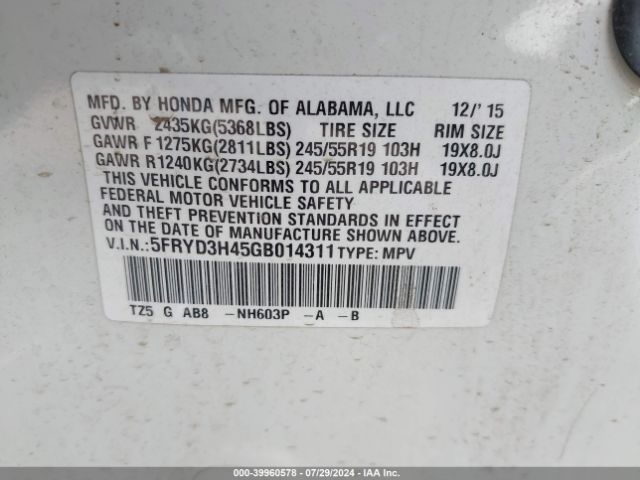 MFD. BY HONDA MFG. OF ALABAMA, LLC 12/'15
GVWR 2435KG(5368LBS) TIRE SIZE RIM SIZE
GAWR F 1275KG(2811LBS) 245/55R19 103H 19X8.0J
GAWR R1240KG(2734LBS) 245/55R19 103H 19X8.0J
THIS VEHICLE CONFORMS TO ALL APPLICABLE
FEDERAL MOTOR VEHICLE SAFETY
AND THEFT PREVENTION STANDARDS IN EFFECT
ON THE DATE OF MANUFACTURE SHOWN ABOVE.
V.I.N.:5FRYD3H45GB014311 TYPE: MPV
TZ5 G AB8 -NH603P -A -B
000-39960578 / 07/29/2024 - IAAI.COM